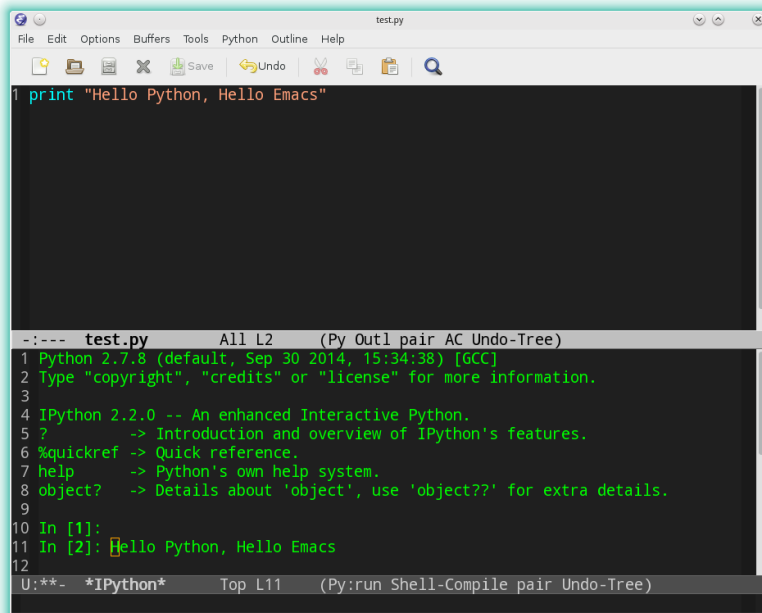 test.py
File Edit Options Buffers Tools Python Outline Help
Save Undo
1 print "Hello Python, Hello Emacs"
-:--- test.py All L2 (Py Outl pair AC Undo-Tree)
1 Python 2.7.8 (default, Sep 30 2014, 15:34:38) [GCC]
2 Type "copyright", "credits" or "license" for more information.
3
4 IPython 2.2.0 -- An enhanced Interactive Python.
5 ? -> Introduction and overview of IPython's features.
6 %quickref -> Quick reference.
7 help -> Python's own help system.
8 object? -> Details about 'object', use 'object??' for extra details.
9
10 In [1]:
11 In [2]: Hello Python, Hello Emacs
12
U:**- *IPython* Top L11 (Py:run Shell-Compile pair Undo-Tree)